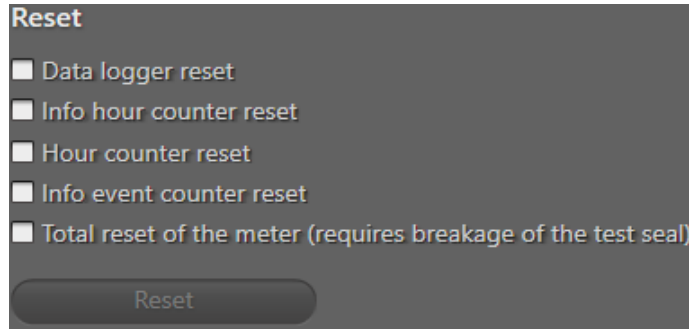 Reset
Data logger reset
Info hour counter reset
Hour counter reset
Info event counter reset
Total reset of the meter (requires breakage of the test seal)
Reset